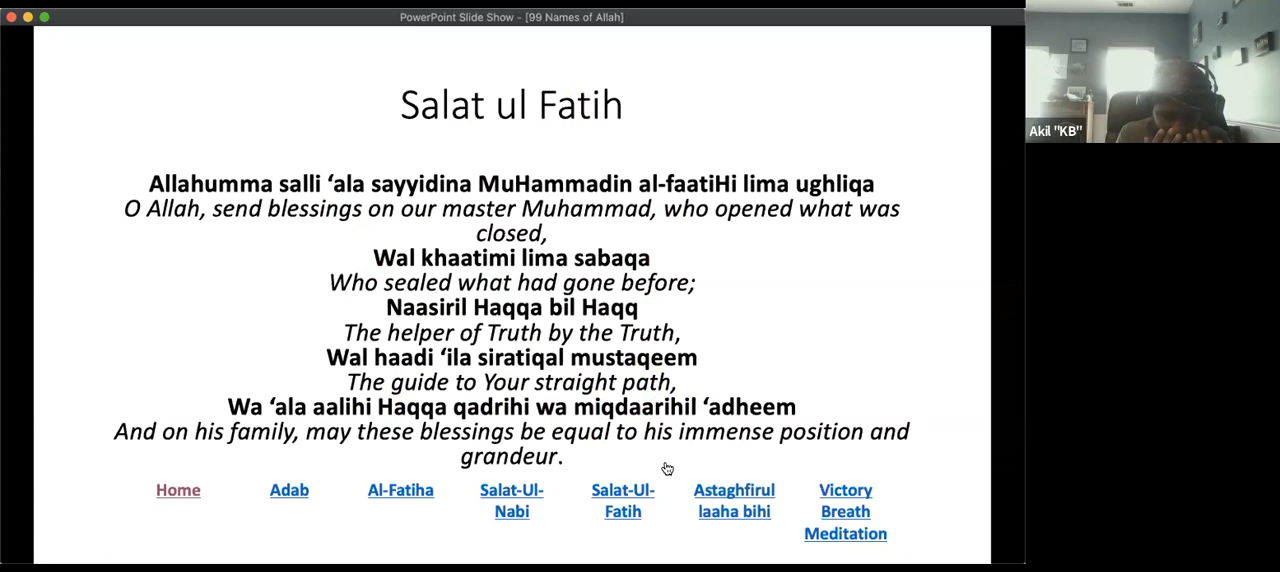 PowerPoint Slide Show - [99 Names of Allah]
Salat ul Fatih
Allahumma salli ‘ala sayyidina MuHammadin al-faatiHi lima ughliqa
O Allah, send blessings on our master Muhammad, who opened what was
closed,
Wal khaatimi lima sabaqa
Who sealed what had gone before;
Naasiril Haqqa bil Haqq
The helper of Truth by the Truth,
Wal haadi ‘ila siratiqal mustaqeem
The guide to Your straight path,
Wa ‘ala aalihi Haqqa qadrihi wa miqdaarihil ‘adheem
And on his family, may these blessings be equal to his immense position and
grandeur.
Home
Adab
Al-Fatiha
Salat-Ul-
Nabi
Salat-Ul-
Fatih
Astaghfirul
laaha bihi
Victory
Breath
Meditation
Akil "KB"